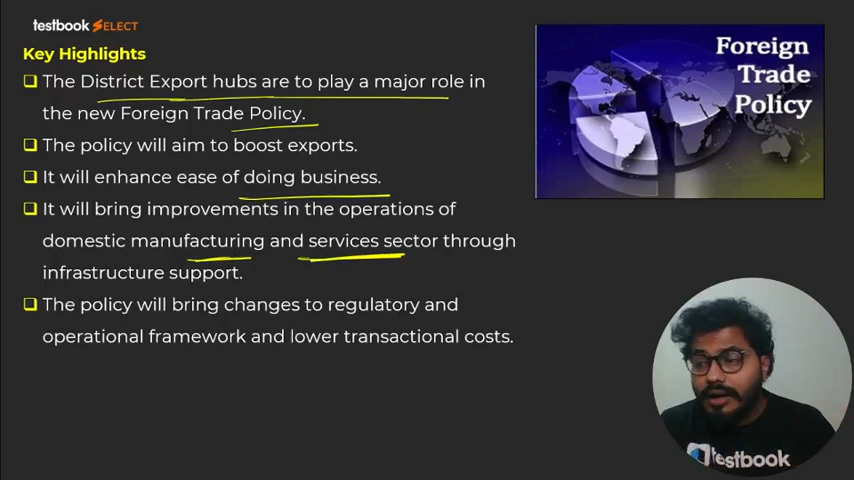 testbook SELECT
Key Highlights
❑ The District Export hubs are to play a major role in
the new Foreign Trade Policy.
❑ The policy will aim to boost exports.
❑ It will enhance ease of doing business.
❑ It will bring improvements in the operations of
domestic manufacturing and services sector through
infrastructure support.
❑ The policy will bring changes to regulatory and
operational framework and lower transactional costs.
Foreign
Trade
Policy
testbook